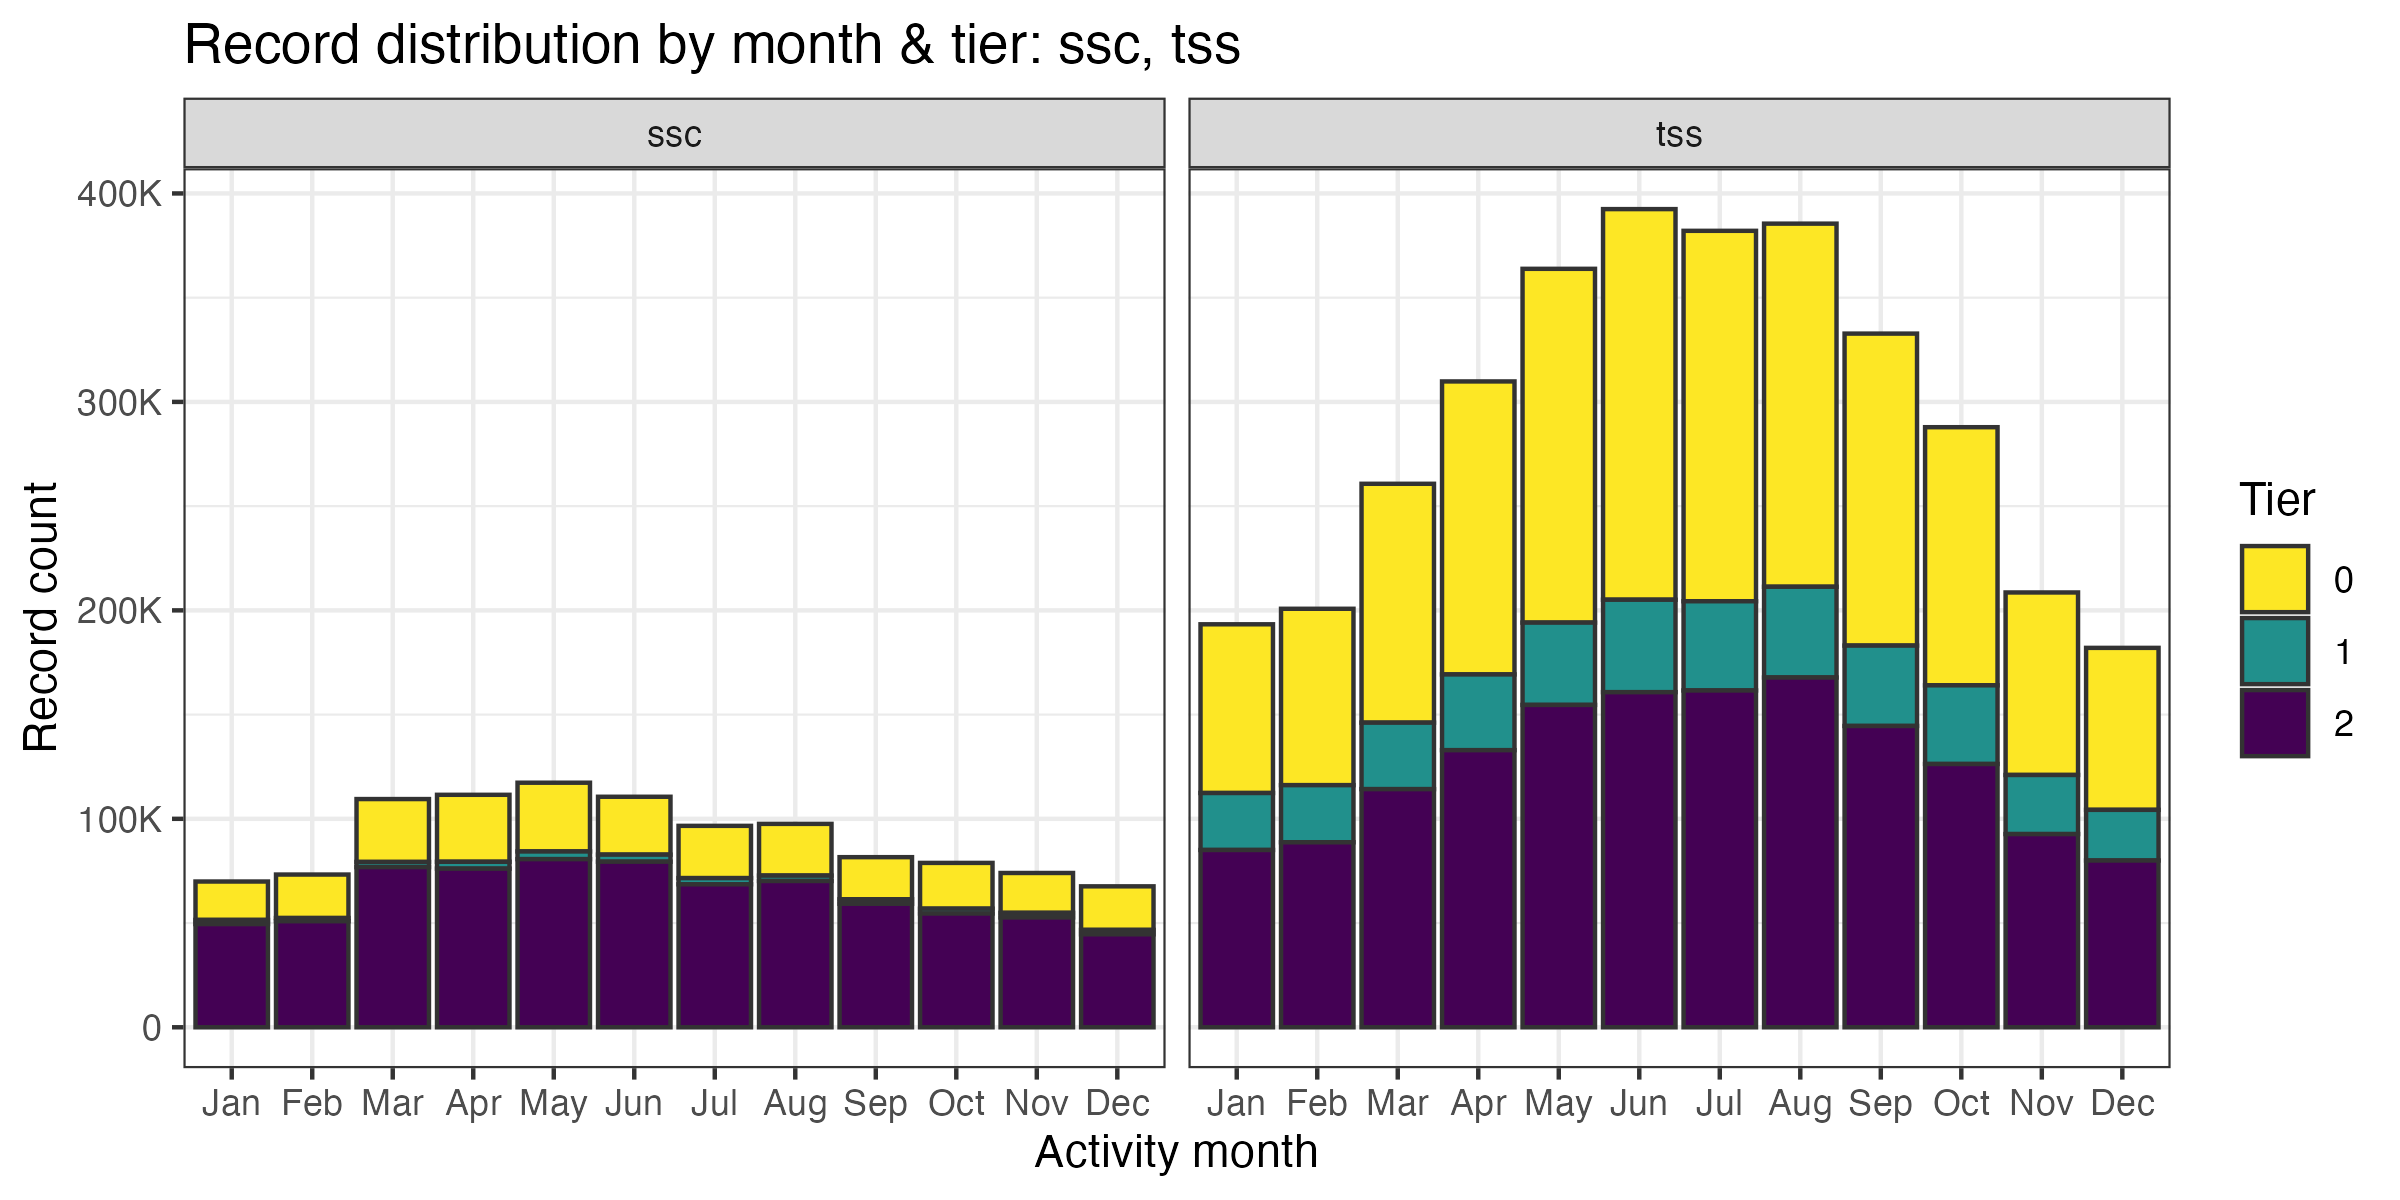 Record distribution by month & tier: ssc, tss
ssc
tss
Record count
400K
300K
200K
100K
0
Jan Feb Mar Apr May Jun Jul Aug Sep Oct Nov Dec
Jan Feb Mar Apr May Jun Jul Aug Sep Oct Nov Dec
Activity month
Tier
0
1
2